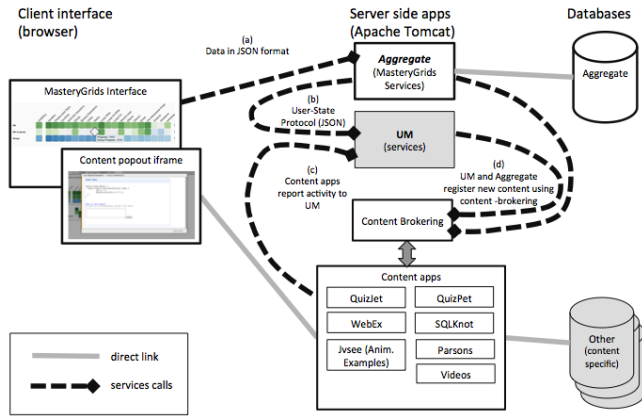 Client interface
(browser)
Server side apps
(Apache Tomcat)
Databases
(a)
Data in JSON format
Aggregate
(MasteryGrids
Services)
Aggregate
MasteryGrids Interface
(b)
User-State
Protocol (JSON)
UM
(services)
Content popout iframe
(c)
Content apps
report activity to
UM
(d)
UM and Aggregate
register new content using
content -brokering
Content Brokering
Content apps
QuizJet
QuizPet
WebEx
SQLKnot
Jvsee (Anim.
Examples)
Parsons
Videos
Other
(content
specific)
direct link
services calls